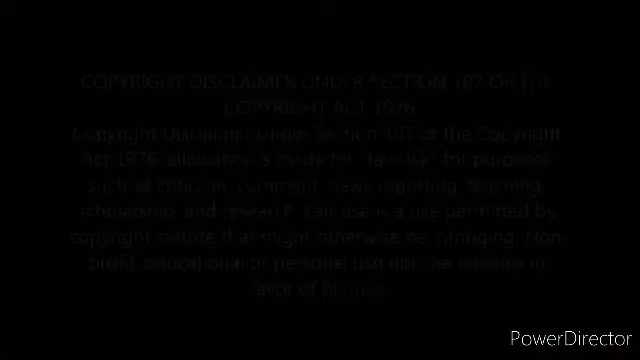 COPYRIGHT DISCLAIMER UNDER SECTION 107 OF THE
COPYRIGHT ACT 1976
Copyright Disclaimer Under Section 107 of the Copyright
Act 1976, allowance is made for "fair use" for purposes
such as criticism, comment, news reporting, teaching,
scholarship, and research. Fair use is a use permitted by
copyright statute that might otherwise be infringing. Non-
profit, educational or personal use tips the balance in
favor of fair use.
PowerDirector